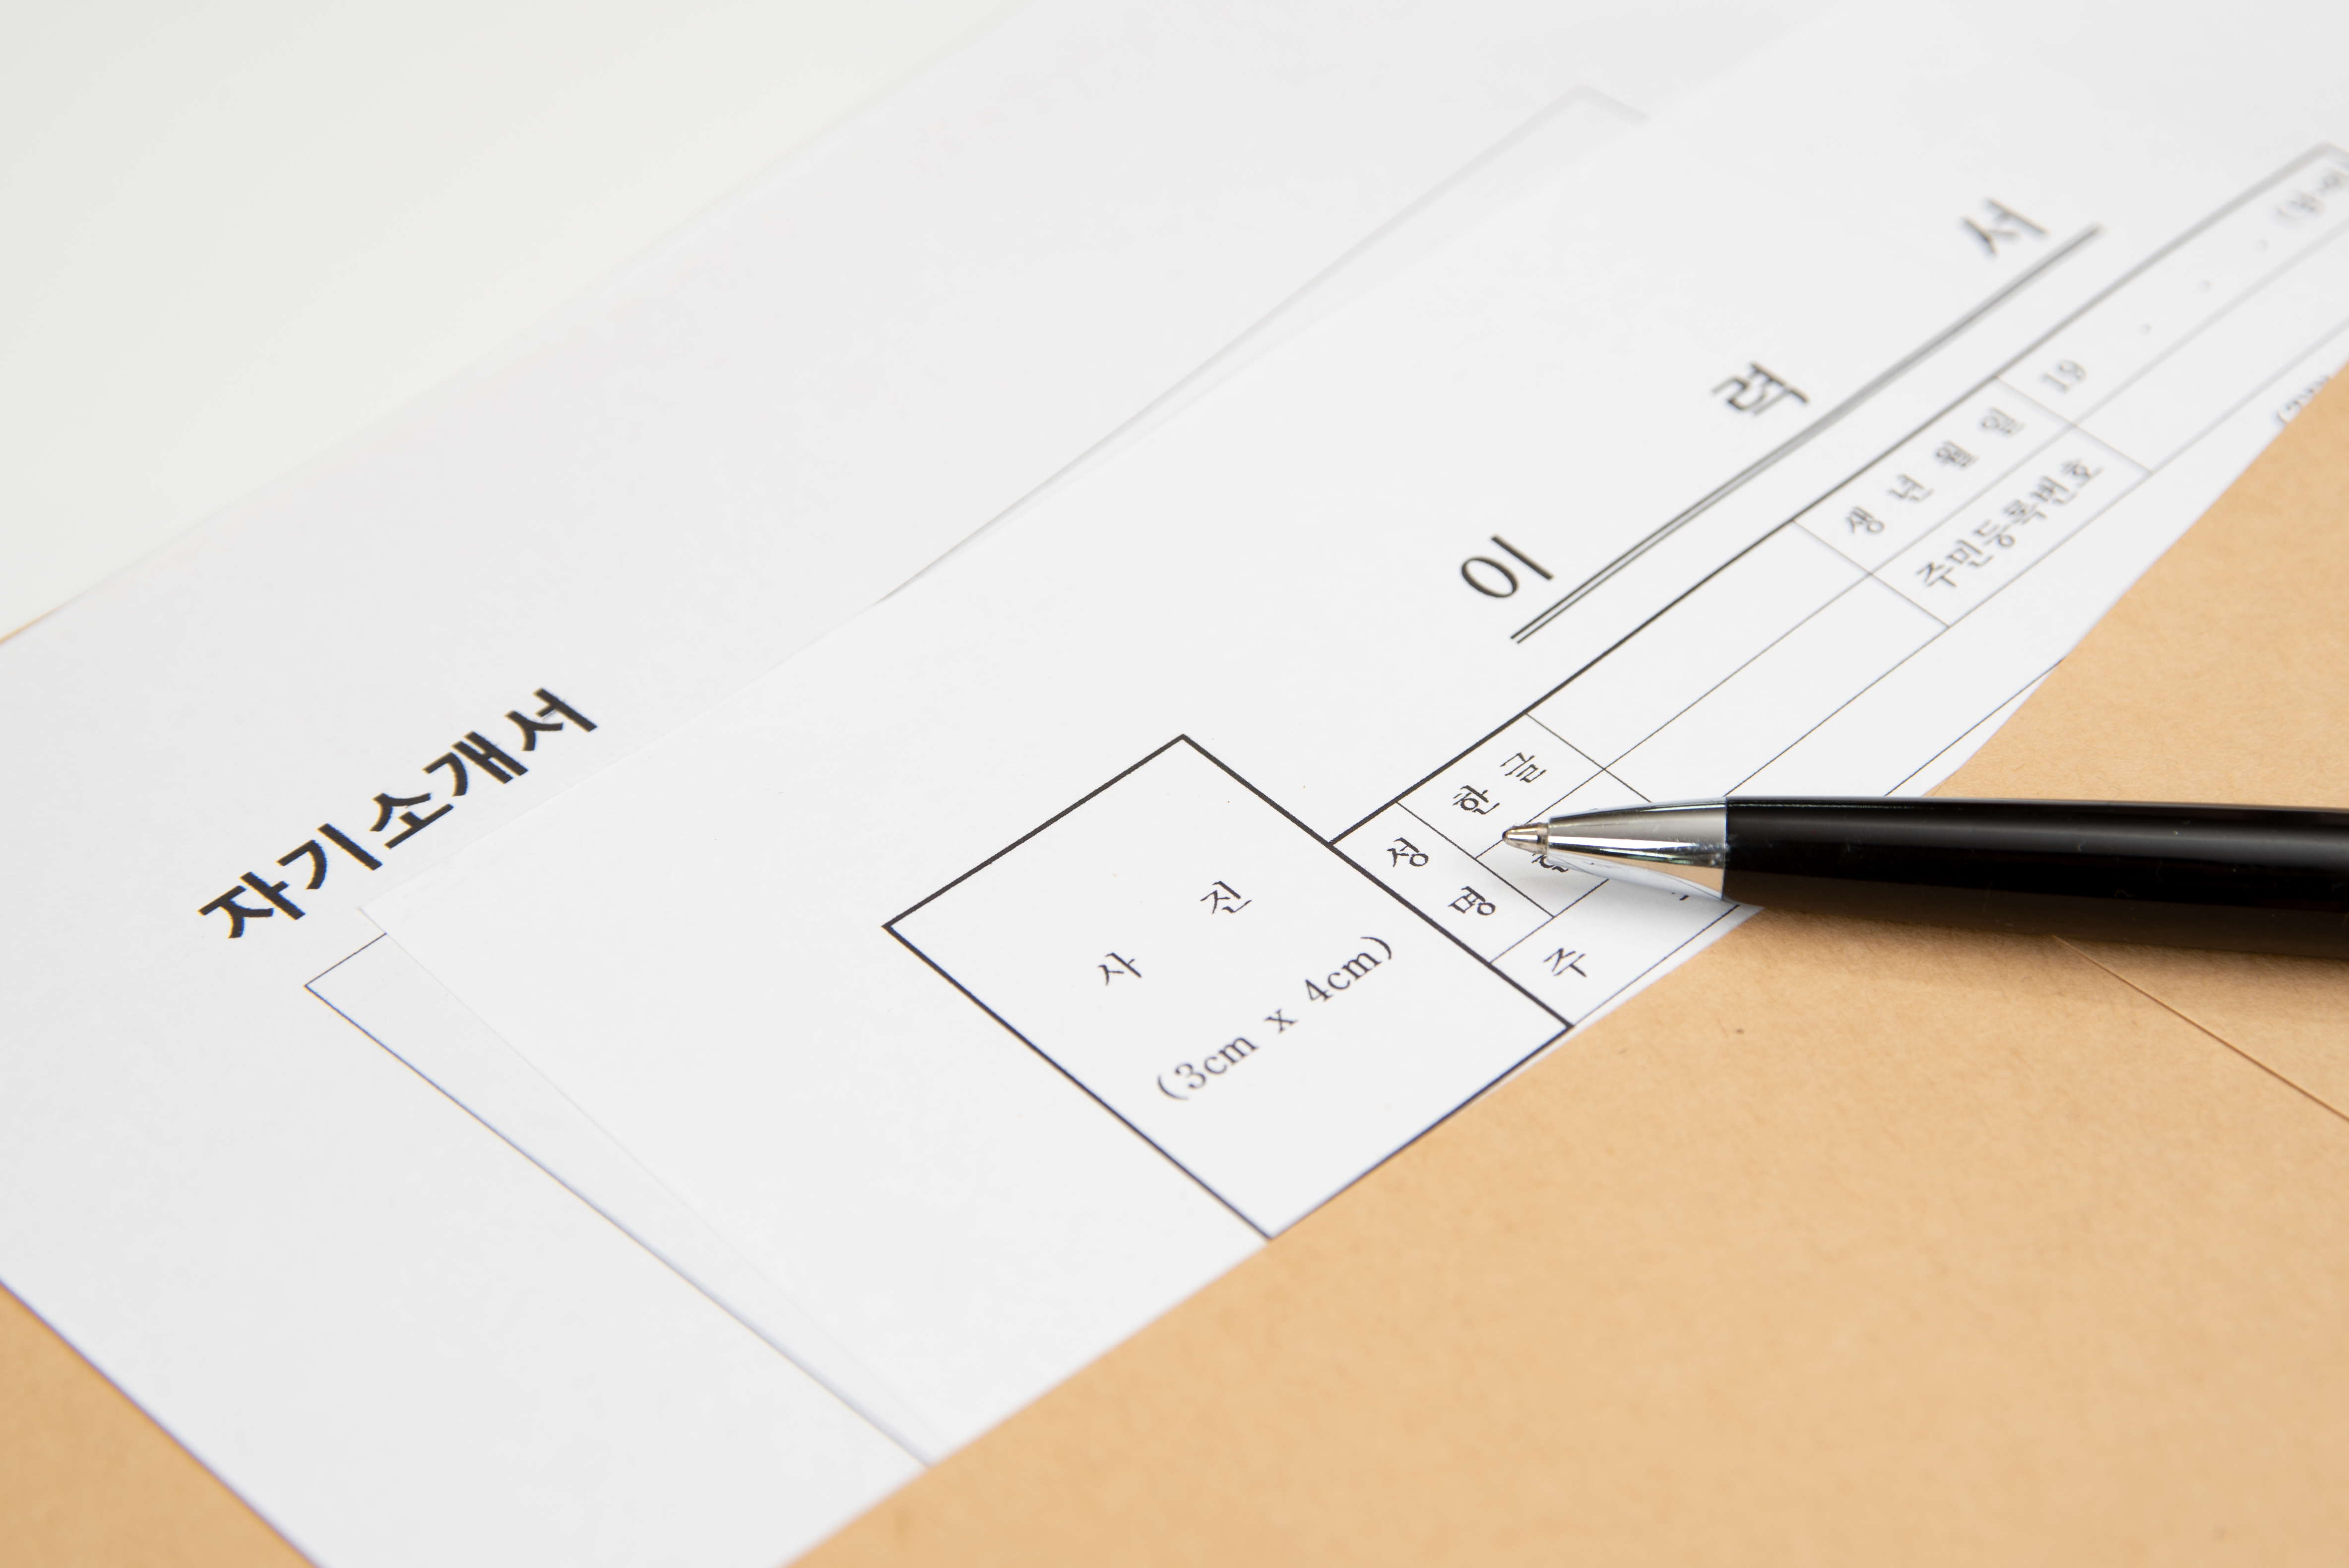 자기소개서
이 력 서
사 진
(3cm x 4cm)
성 명
한 글
생 년 월 일
19
주민등록번호
주